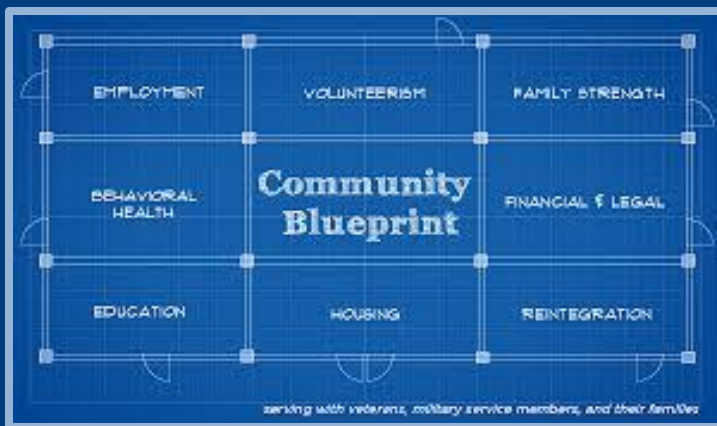 EMPLOYMENT
VOLUNTEERISM
FAMILY STRENGTH
BEHAVIORAL
HEALTH
Community
Blueprint
FINANCIAL & LEGAL
EDUCATION
HOUSING
REINTEGRATION
serving with veterans, military service members, and their families